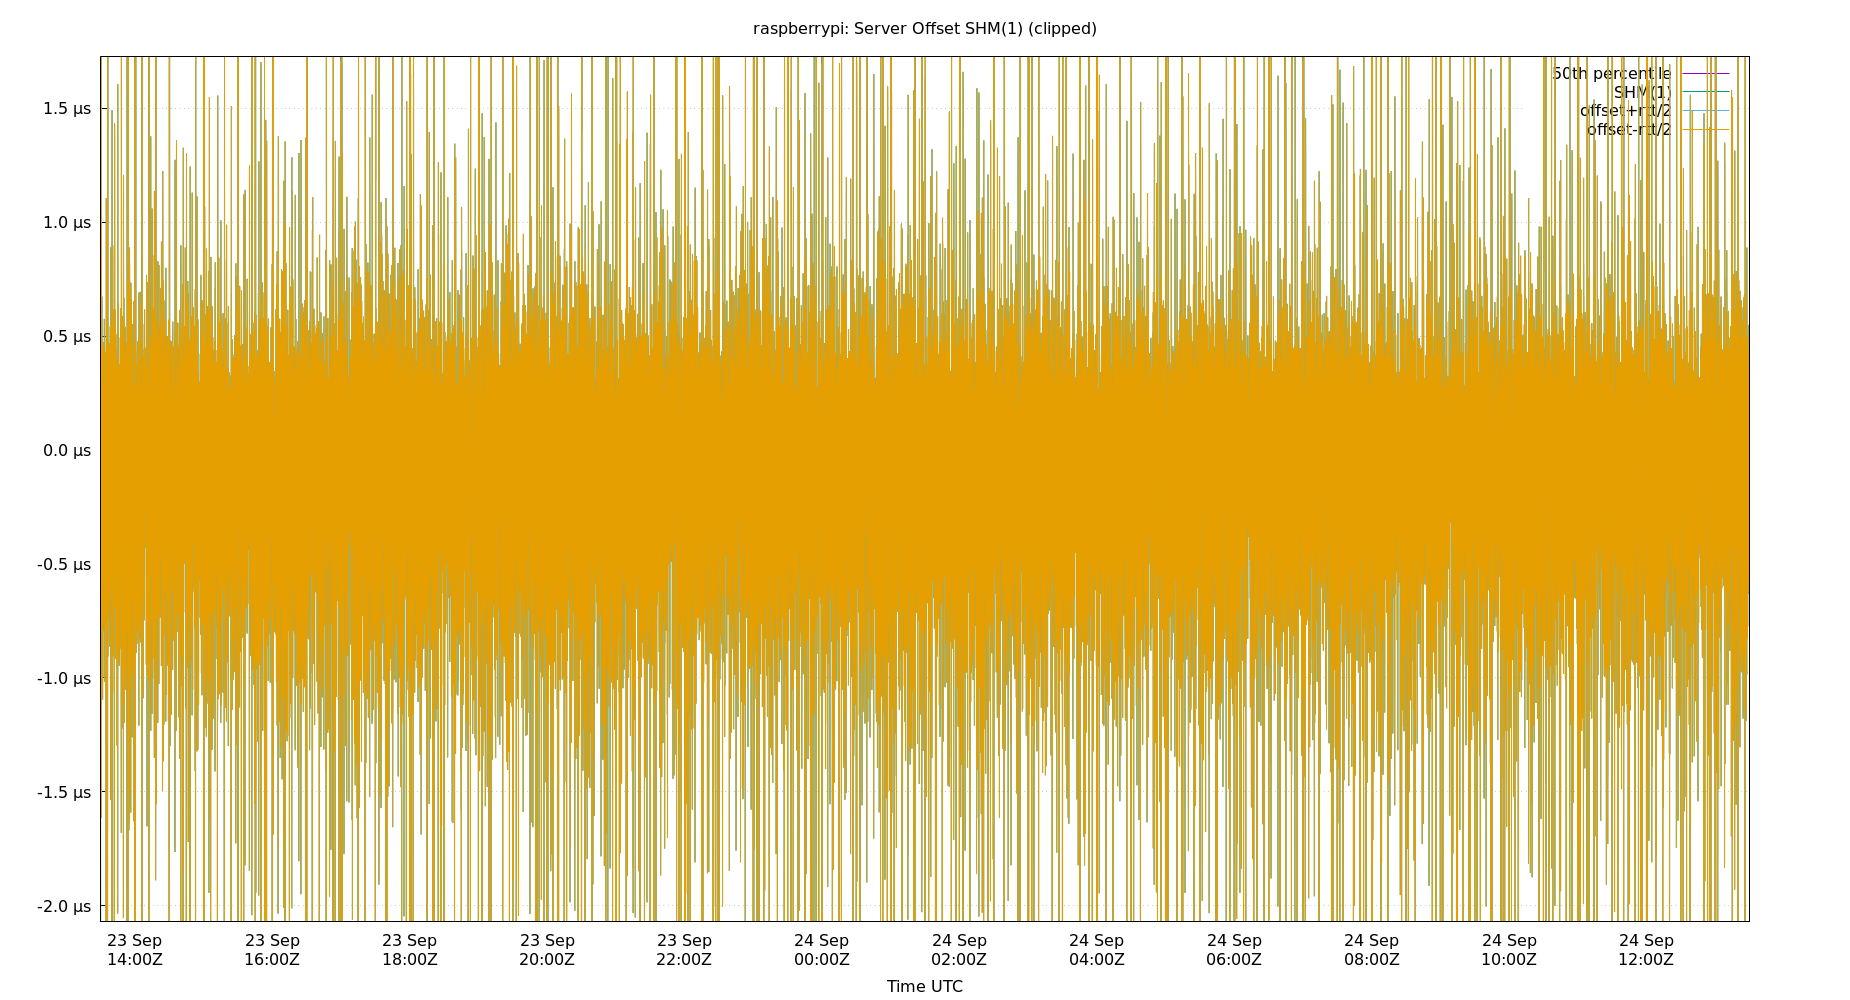 raspberrypi: Server Offset SHM(1) (clipped)
50th percentile
SHM(1)
offset+rtt/2
offset-rtt/2
1.5 µs
1.0 µs
0.5 µs
0.0 µs
-0.5 µs
-1.0 µs
-1.5 µs
-2.0 µs
23 Sep 23 Sep 23 Sep 23 Sep 23 Sep 24 Sep 24 Sep 24 Sep 24 Sep 24 Sep 24 Sep 24 Sep
14:00Z 16:00Z 18:00Z 20:00Z 22:00Z 00:00Z 02:00Z 04:00Z 06:00Z 08:00Z 10:00Z 12:00Z
Time UTC